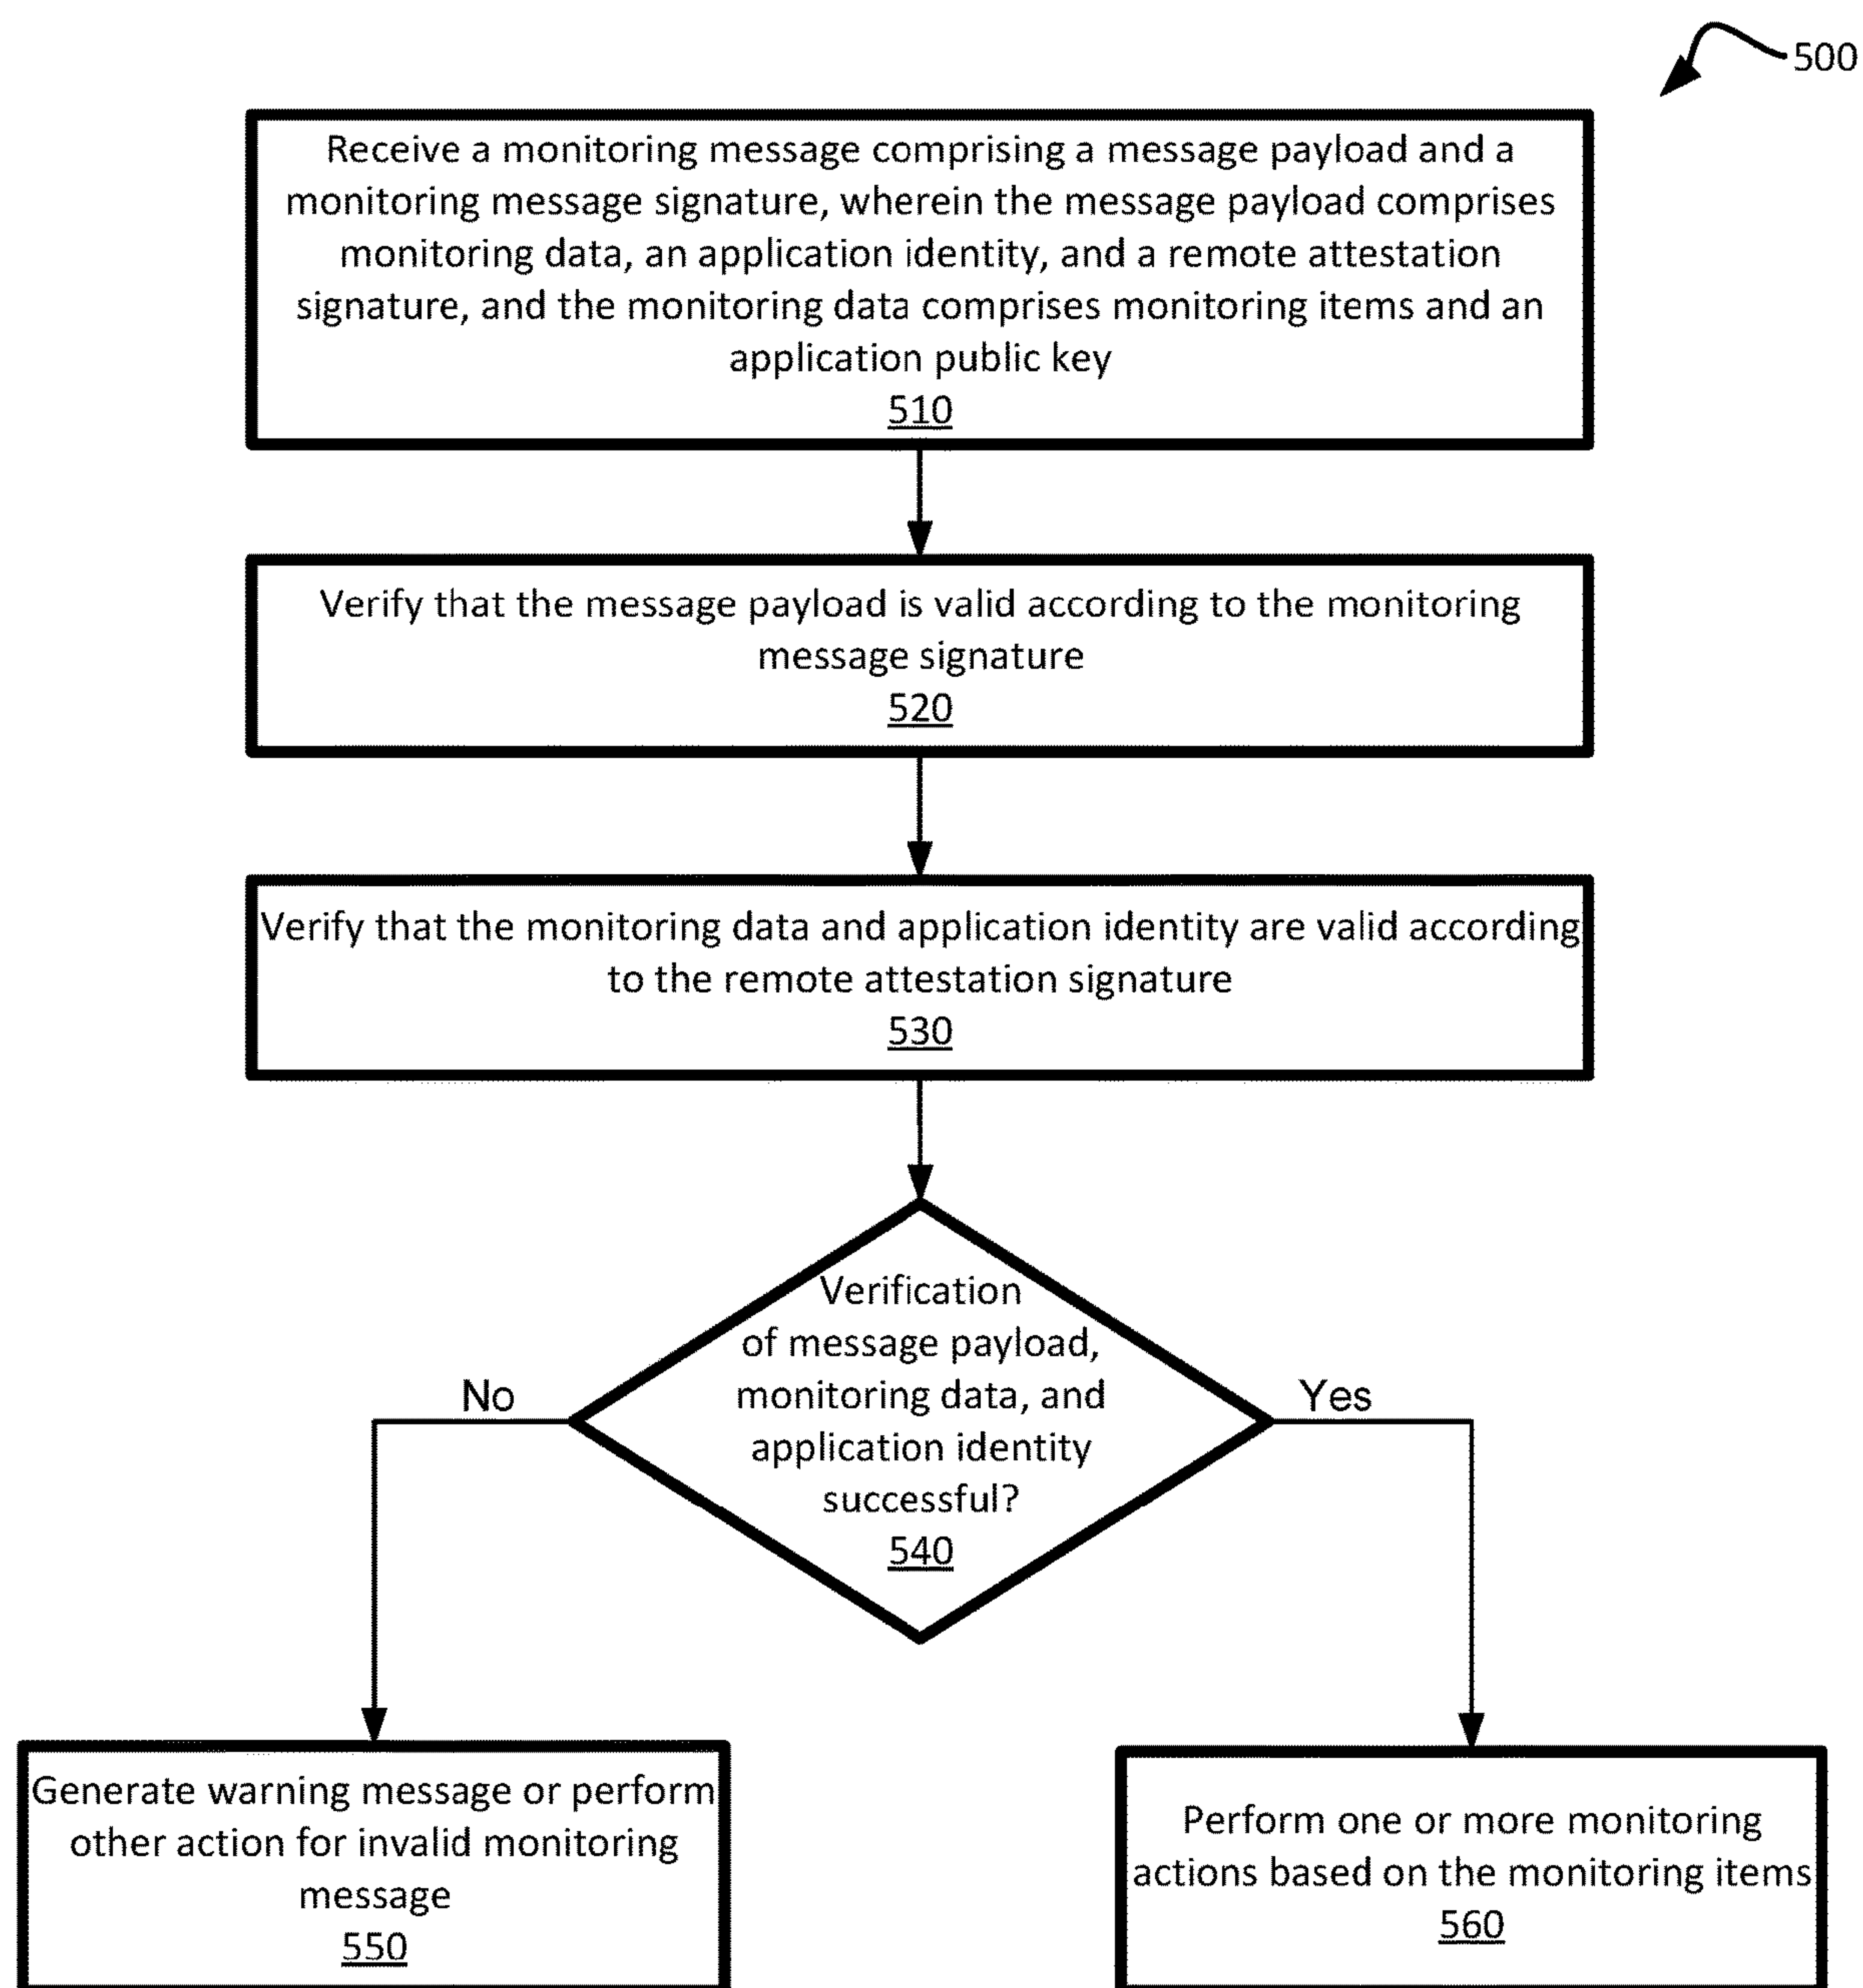 500
Receive a monitoring message comprising a message payload and a
monitoring message signature, wherein the message payload comprises
monitoring data, an application identity, and a remote attestation
signature, and the monitoring data comprises monitoring items and an
application public key
510
Verify that the message payload is valid according to the monitoring
message signature
520
Verify that the monitoring data and application identity are valid according
to the remote attestation signature
530
Verification
of message payload,
monitoring data, and
application identity
successful?
540
No
Yes
Generate warning message or perform
other action for invalid monitoring
message
550
Perform one or more monitoring
actions based on the monitoring items
560